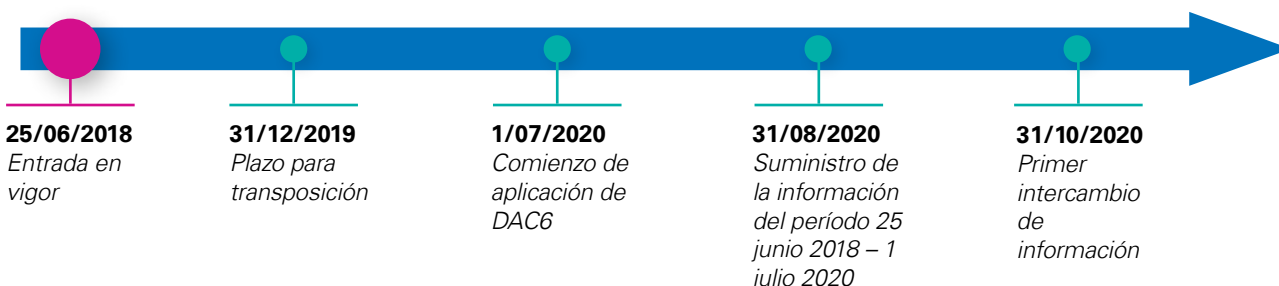 25/06/2018
Entrada en
vigor
31/12/2019
Plazo para
transposición
1/07/2020
Comienzo de
aplicación de
DAC6
31/08/2020
Suministro de
la información
del período 25
junio 2018 – 1
julio 2020
31/10/2020
Primer
intercambio
de
información